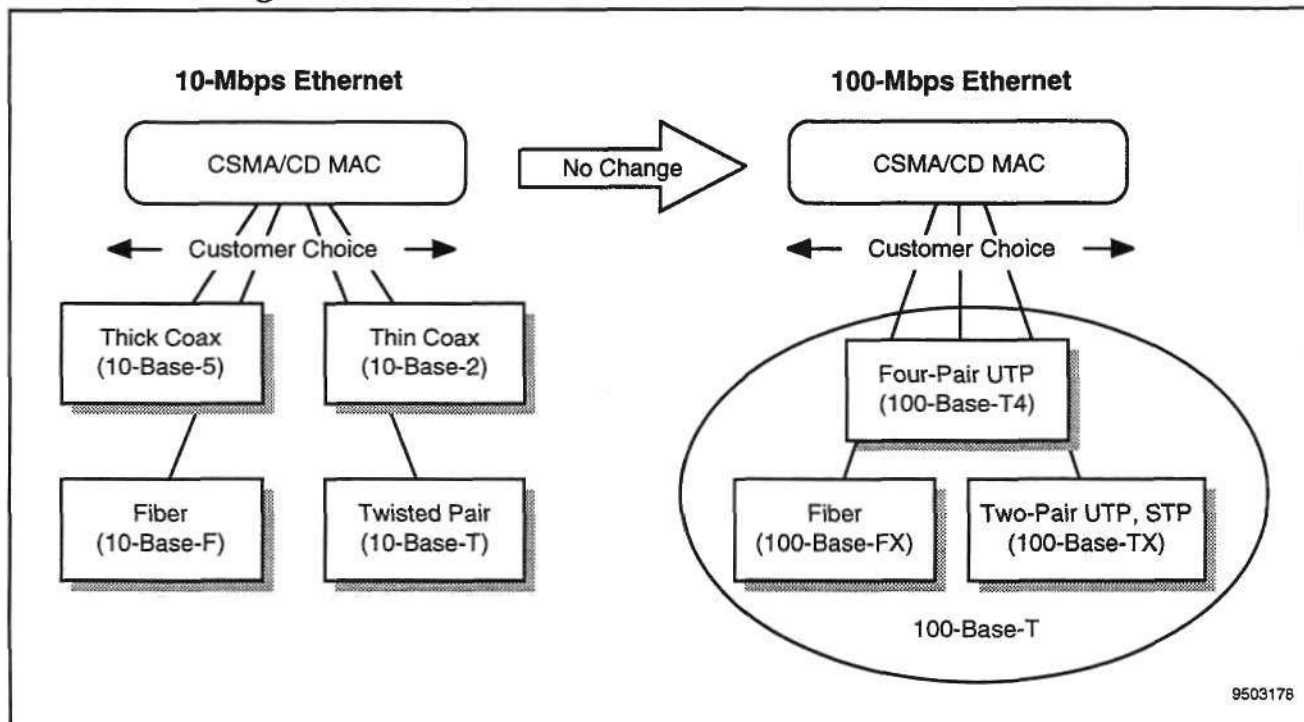 10-Mbps Ethernet
100-Mbps Ethernet
CSMA/CD MAC
No Change
CSMA/CD MAC
Customer Choice
Customer Choice
Thick Coax
(10-Base-5)
Thin Coax
(10-Base-2)
Four-Pair UTP
(100-Base-T4)
Fiber
(10-Base-F)
Twisted Pair
(10-Base-T)
Fiber
(100-Base-FX)
Two-Pair UTP, STP
(100-Base-TX)
100-Base-T
9503178